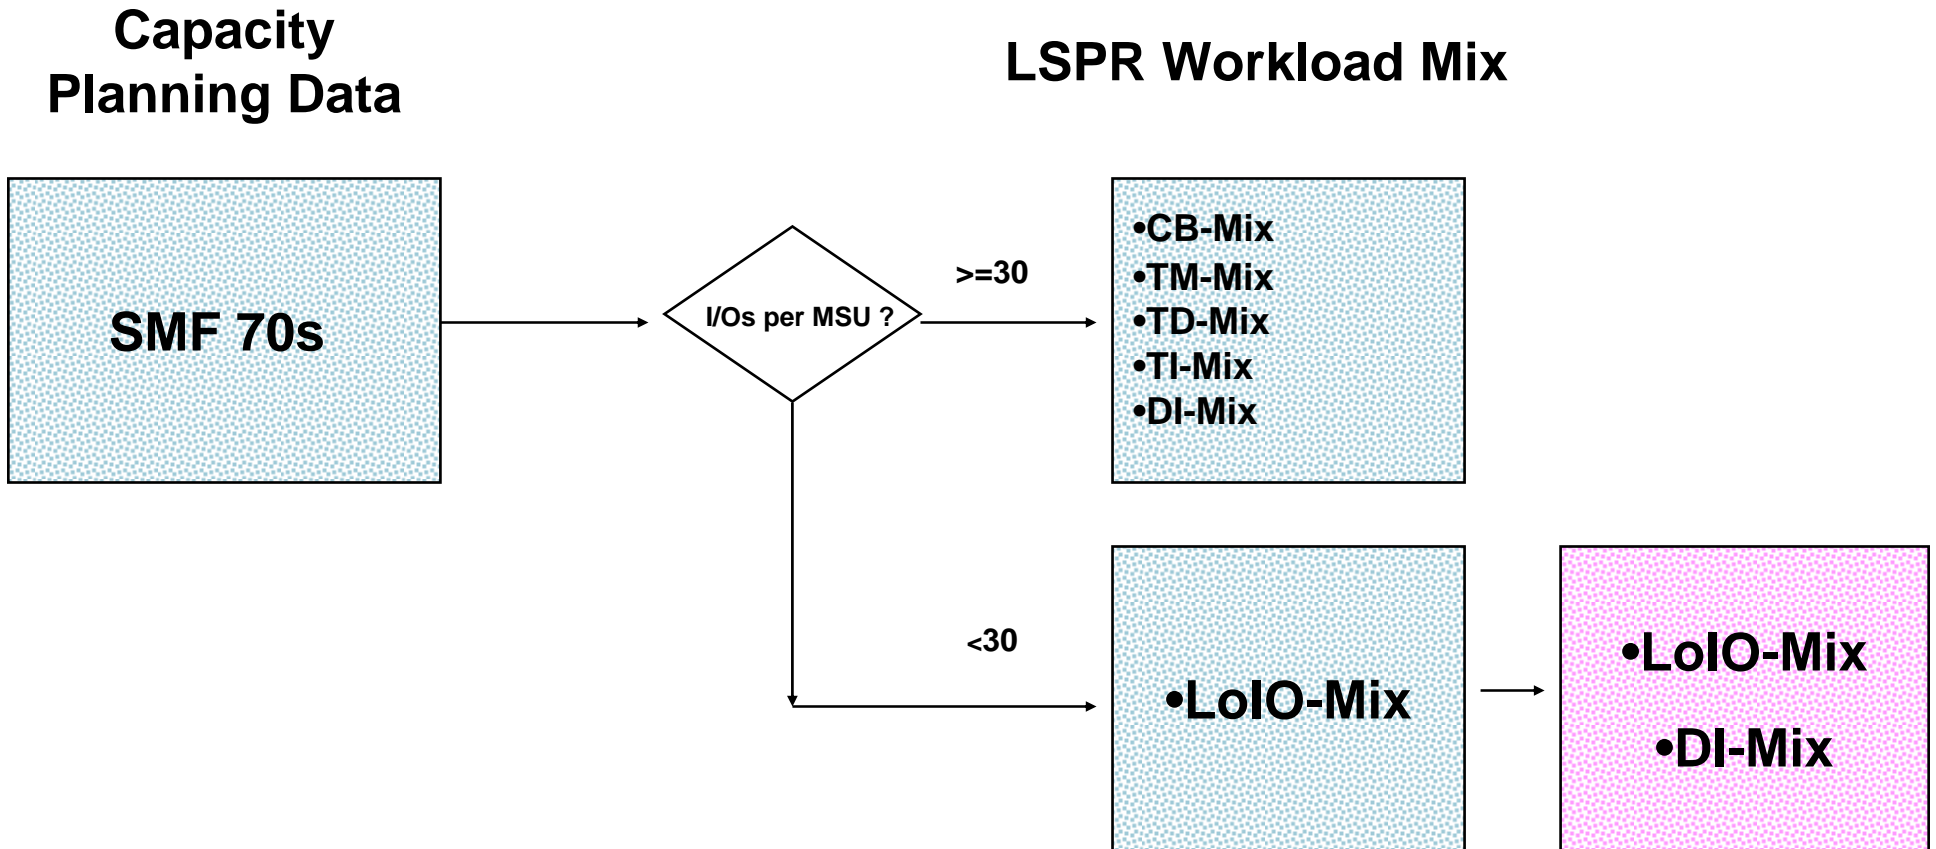 Capacity
Planning Data
LSPR Workload Mix
SMF 70s
I/Os per MSU ?
>=30
•CB-Mix
•TM-Mix
•TD-Mix
•TI-Mix
•DI-Mix
<30
•LoIO-Mix
•LoIO-Mix
•DI-Mix